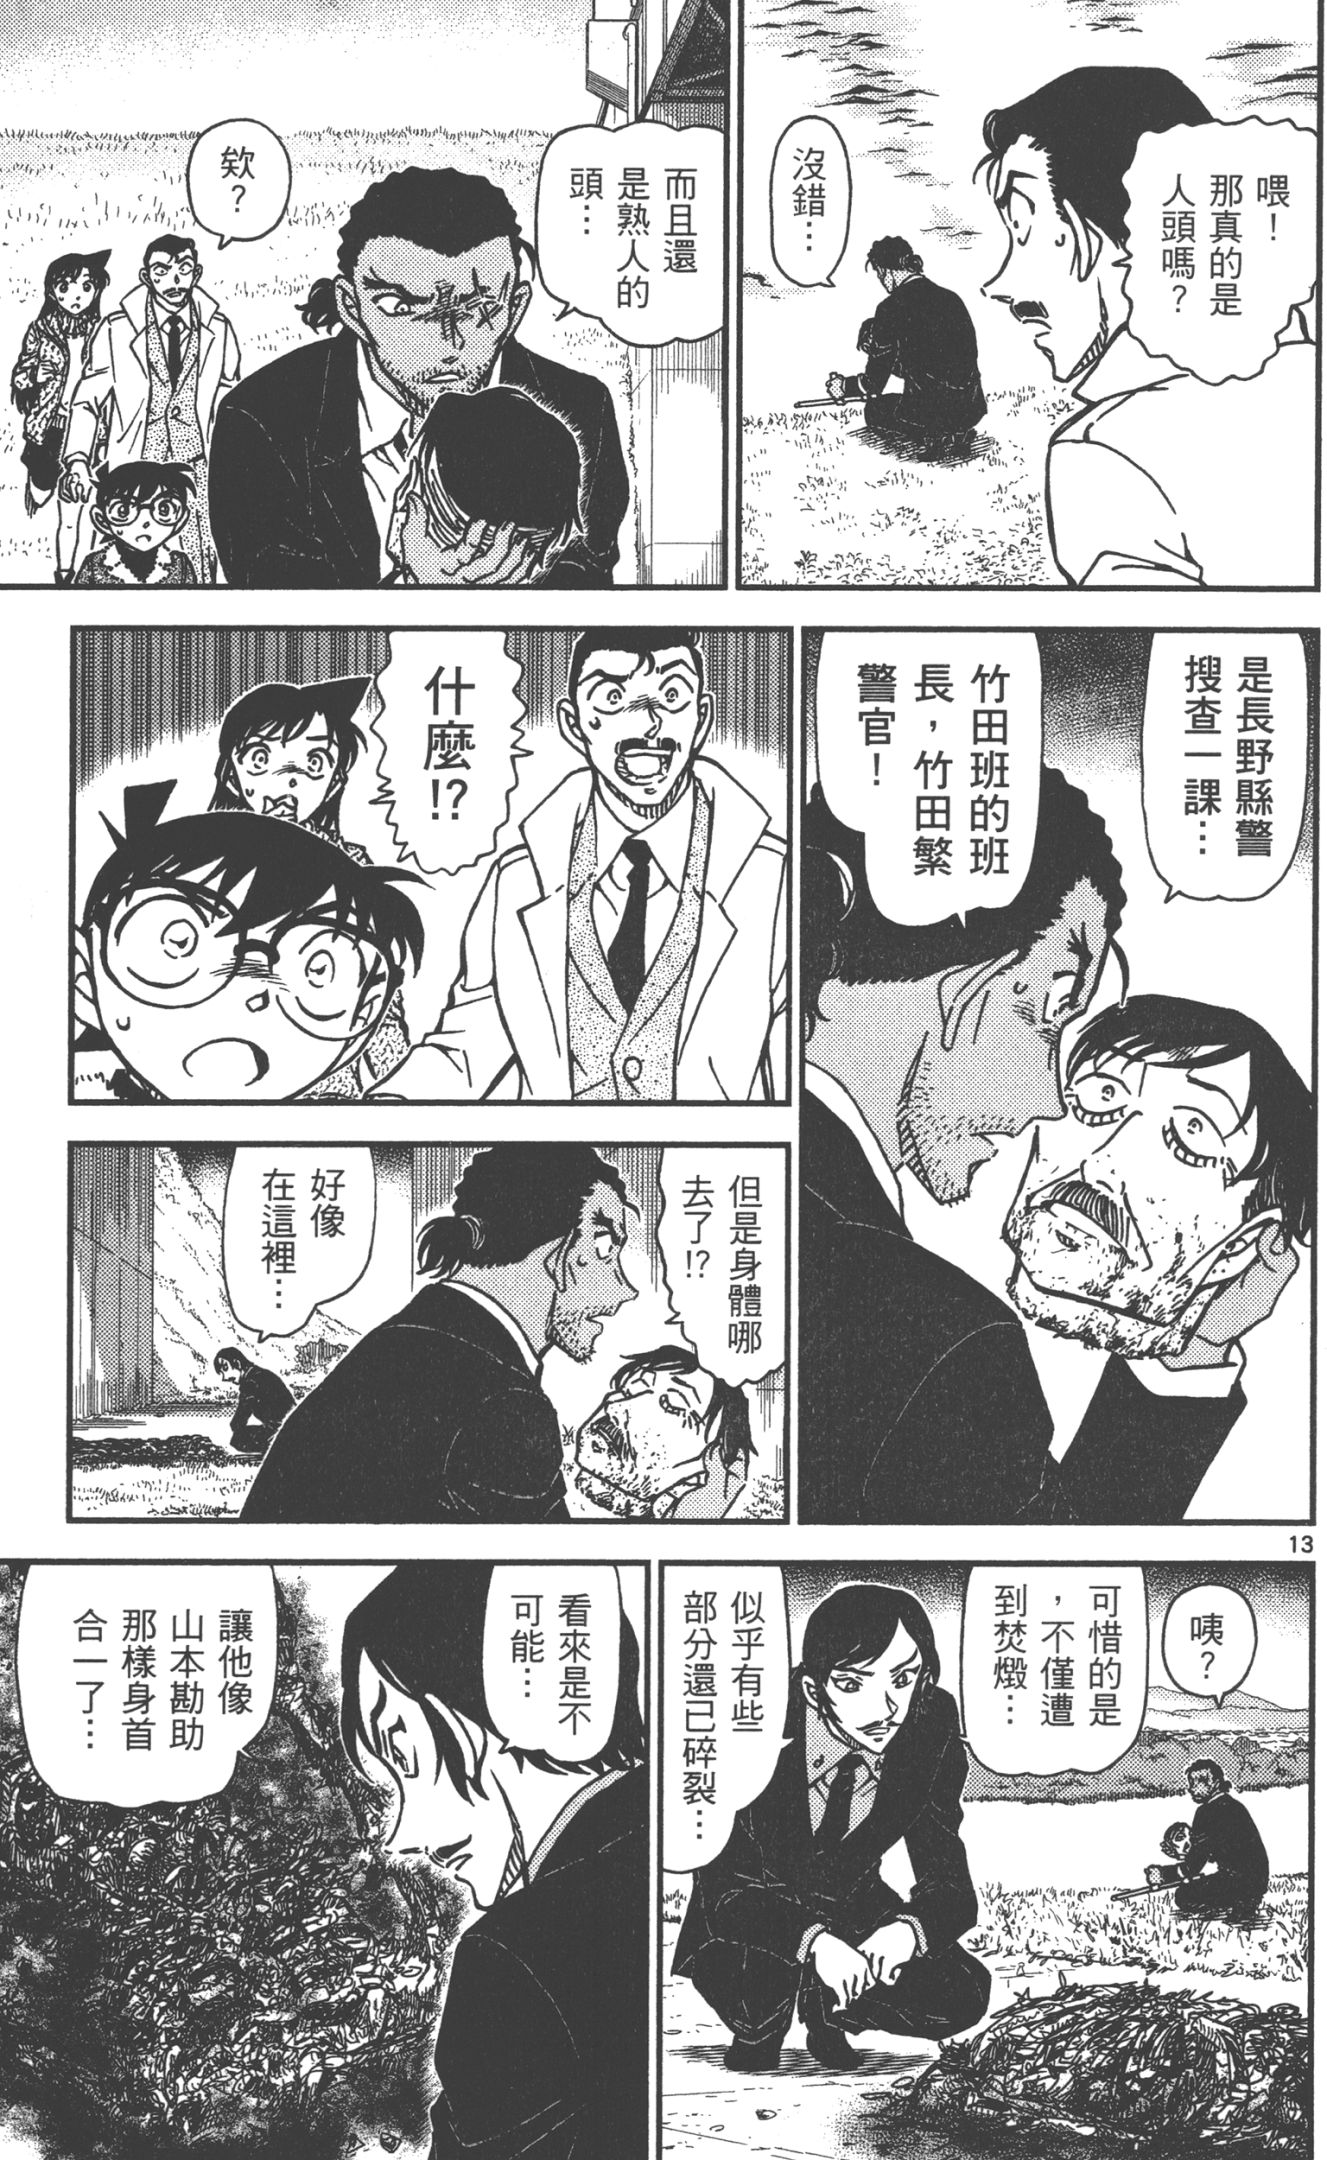 喂！
那真的是
人頭嗎？
沒錯…
而且還
是熟人的
頭…
欸？
是長野縣警
搜查一課…
竹田班的班
長，竹田繁
警官！
什麼!?
但是身體哪
去了!?
好像
在這裡…
13
咦？
可惜的是
，不僅遭
到焚燬…
似乎有些
部分還已碎裂…
看來是不
可能…
讓他像
山本勘助
那樣身首
合一了…